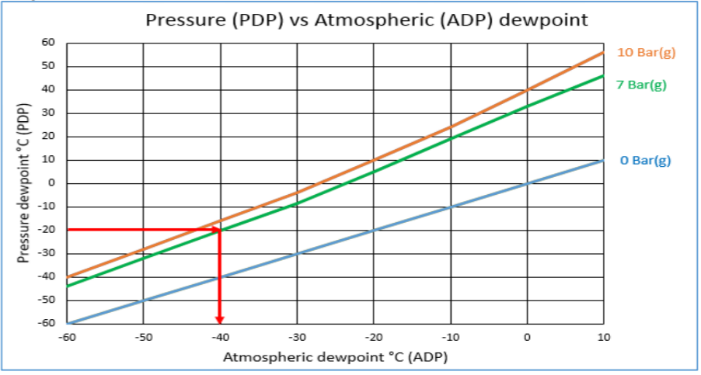 Pressure (PDP) vs Atmospheric (ADP) dewpoint
60
50
40
30
20
10
0
-10
-20
-30
-40
-50
-60
Pressure dewpoint °C (PDP)
10 Bar(g)
7 Bar(g)
0 Bar(g)
-60 -50 -40 -30 -20 -10 0 10
Atmospheric dewpoint °C (ADP)